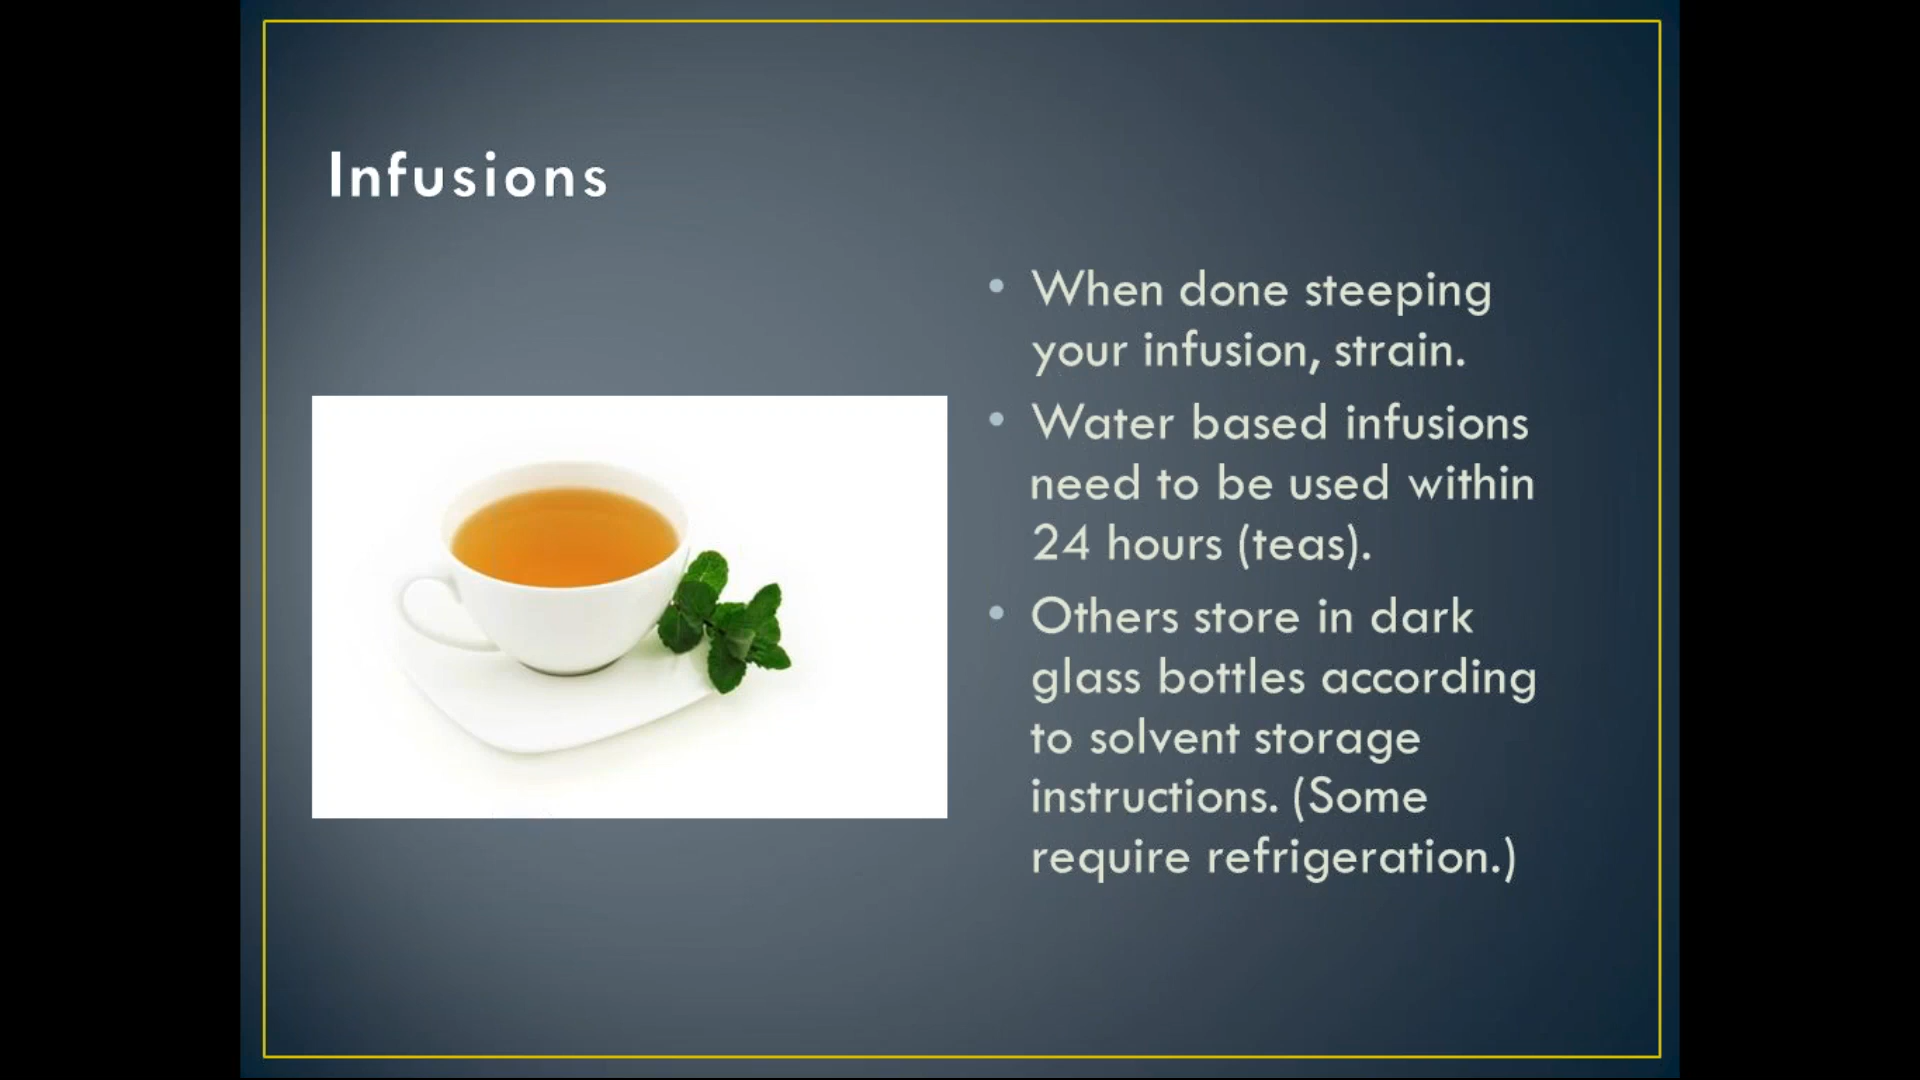 Infusions
• When done steeping
your infusion, strain.
• Water based infusions
need to be used within
24 hours (teas).
• Others store in dark
glass bottles according
to solvent storage
instructions. (Some
require refrigeration.)